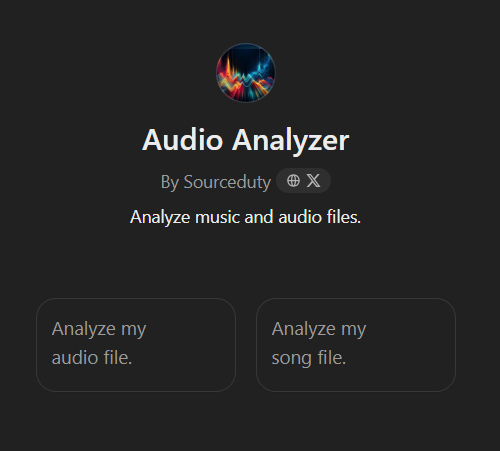 Audio Analyzer
By Sourceduty
Analyze music and audio files.
Analyze my
audio file.
Analyze my
song file.